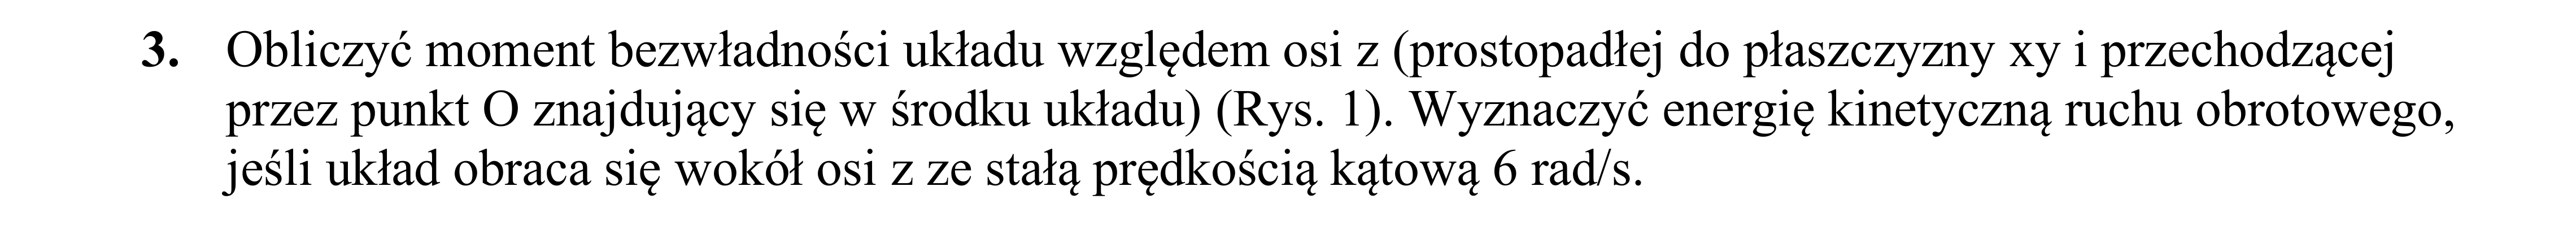 3. Obliczyć moment bezwładności układu względem osi z (prostopadłej do płaszczyzny xy i przechodzącej
przez punkt O znajdujący się w środku układu) (Rys. 1). Wyznaczyć energię kinetyczną ruchu obrotowego,
jeśli układ obraca się wokół osi z ze stałą prędkością kątową 6 rad/s.